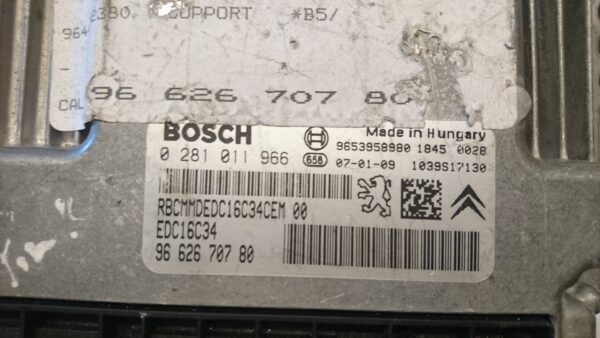 2380 SUPPORT *B5/
964
-
CAL 96 626 707 80
BOSCH Made in Hungary
0 281 011 966 9653958980 1845 0028
658 07-01-09 1039S17130
RBCMMDEDC16C34CEM 00
EDC16C34
96 626 707 80